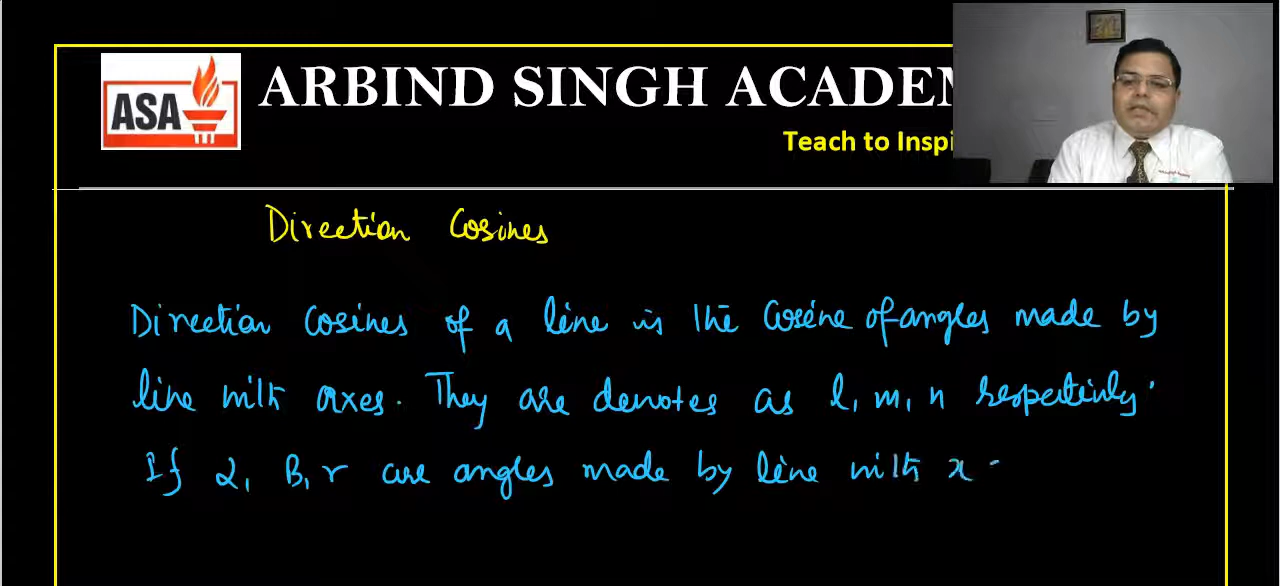 ASA
ARBIND SINGH ACADEM
Teach to Inspi
Direction Cosines
Direction Cosines of a line is the Cosine of angles made by
line with axes. They are denotes as l, m, n respectively.
If α, β, γ are angles made by line with x -